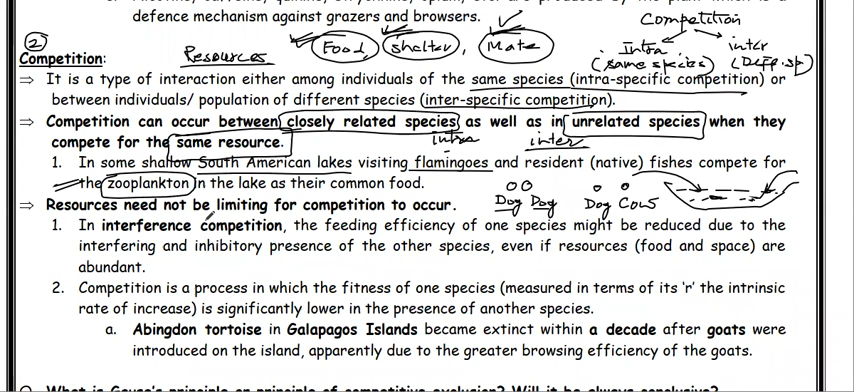 defence mechanism against grazers and browsers.
Competition
Intra
(same species)
inter
(Diff. sp)
②
Competition:
Resources
Food, shelter, Mate
⇒ It is a type of interaction either among individuals of the same species (intra-specific competition) or
between individuals/ population of different species (inter-specific competition).
⇒ Competition can occur between closely related species as well as in unrelated species when they
compete for the same resource.
intra inter
1. In some shallow South American lakes visiting flamingoes and resident (native) fishes compete for
the zooplankton in the lake as their common food.
Dog Dog Dog Cow
⇒ Resources need not be limiting for competition to occur.
1. In interference competition, the feeding efficiency of one species might be reduced due to the
interfering and inhibitory presence of the other species, even if resources (food and space) are
abundant.
2. Competition is a process in which the fitness of one species (measured in terms of its 'r' the intrinsic
rate of increase) is significantly lower in the presence of another species.
a. Abingdon tortoise in Galapagos Islands became extinct within a decade after goats were
introduced on the island, apparently due to the greater browsing efficiency of the goats.